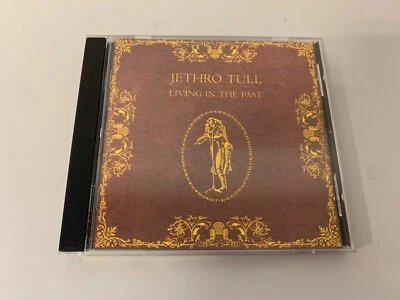 JETHRO TULL
LIVING IN THE PAST